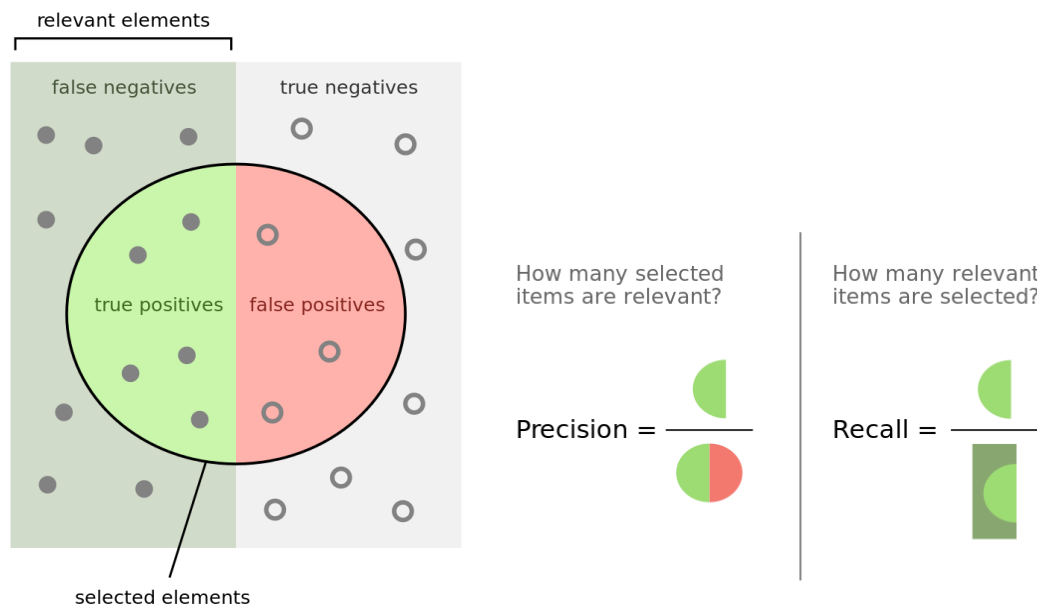 relevant elements
false negatives
true negatives
true positives
false positives
selected elements
How many selected
items are relevant?
Precision =
How many relevant
items are selected?
Recall =